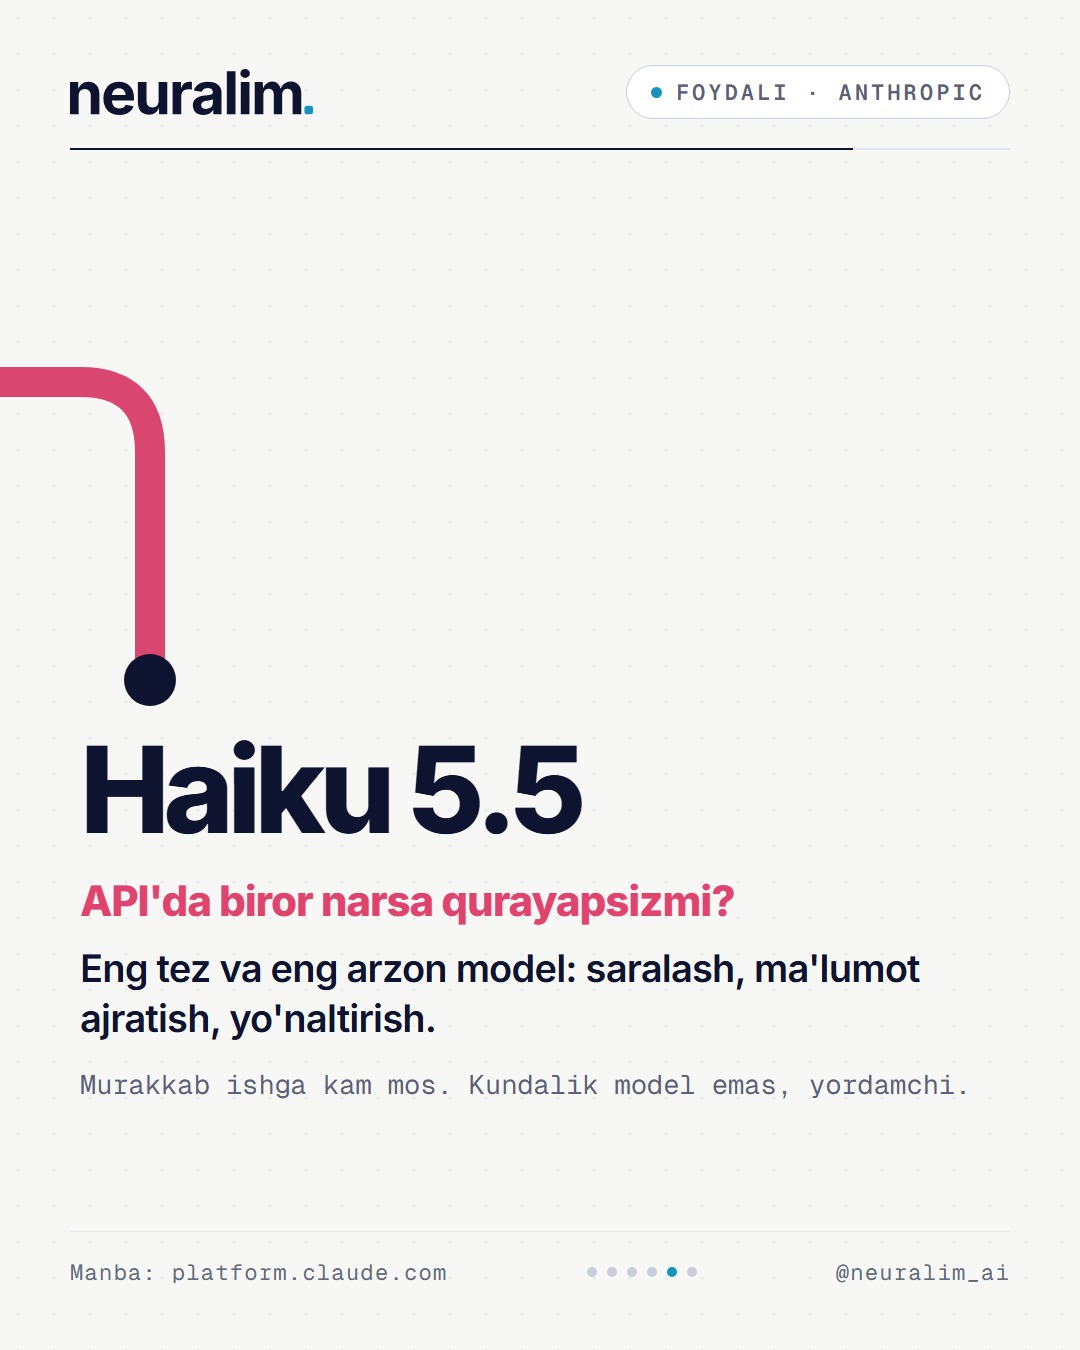 neuralim.
FOYDALI · ANTHROPIC
Haiku 5.5
API'da biror narsa qurayapsizmi?
Eng tez va eng arzon model: saralash, ma'lumot
ajratish, yo'naltirish.
Murakkab ishga kam mos. Kundalik model emas, yordamchi.
Manba: platform.claude.com
@neuralim_ai